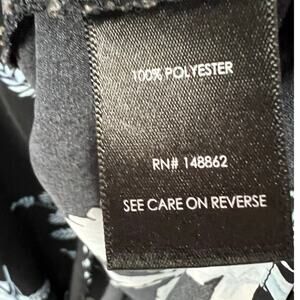 100% POLYESTER
RN# 148862
SEE CARE ON REVERSE